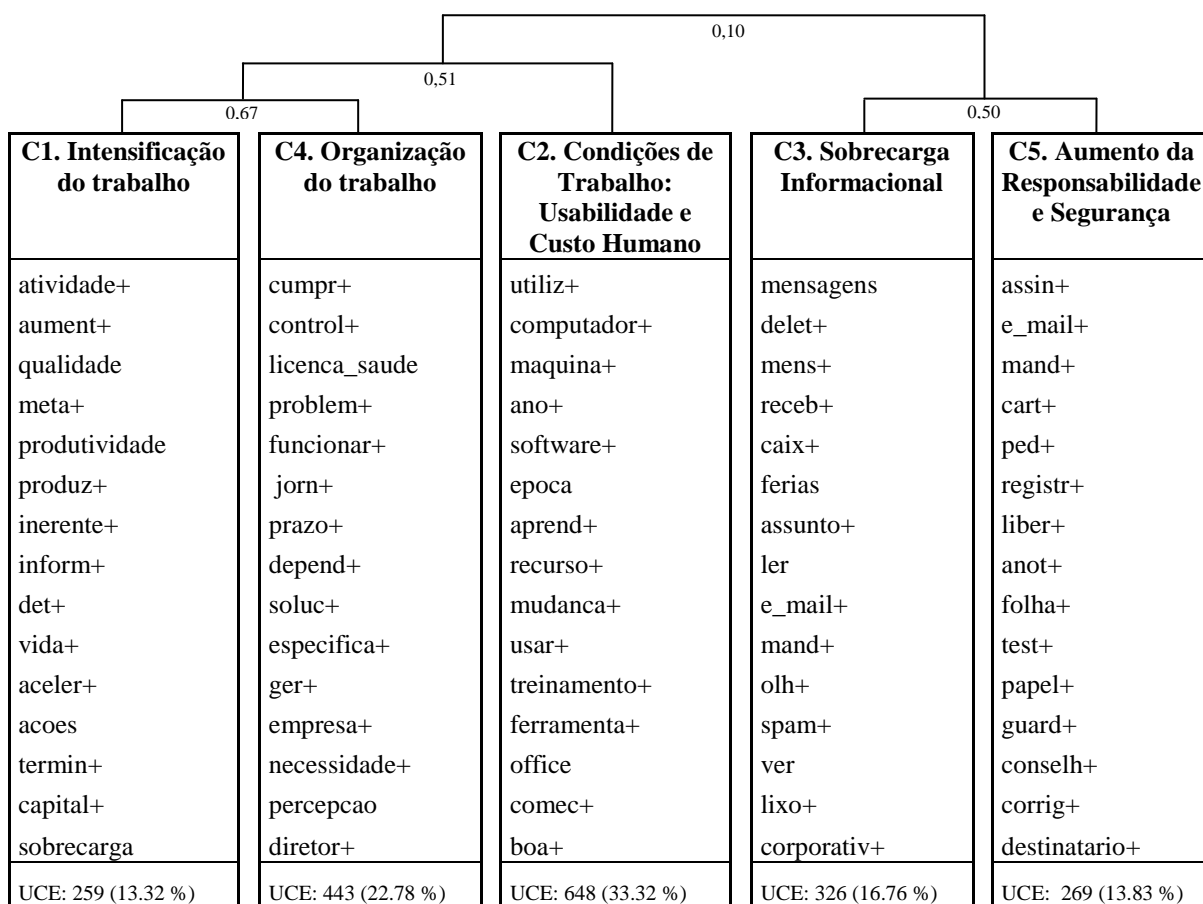 0,10
0,51
0,67
0,50
C1. Intensificação
do trabalho
atividade+
aument+
qualidade
meta+
produtividade
produz+
inerente+
inform+
det+
vida+
aceler+
acoes
termin+
capital+
sobrecarga
UCE: 259 (13.32 %)
C4. Organização
do trabalho
cumpr+
control+
licenca_saude
problem+
funcionar+
jorn+
prazo+
depend+
soluc+
especifica+
ger+
empresa+
necessidade+
percepcao
diretor+
UCE: 443 (22.78 %)
C2. Condições de
Trabalho:
Usabilidade e
Custo Humano
utiliz+
computador+
maquina+
ano+
software+
epoca
aprend+
recurso+
mudanca+
usar+
treinamento+
ferramenta+
office
comec+
boa+
UCE: 648 (33.32 %)
C3. Sobrecarga
Informacional
mensagens
delet+
mens+
receb+
caix+
ferias
assunto+
ler
e_mail+
mand+
olh+
spam+
ver
lixo+
corporativ+
UCE: 326 (16.76 %)
C5. Aumento da
Responsabilidade
e Segurança
assin+
e_mail+
mand+
cart+
ped+
registr+
liber+
anot+
folha+
test+
papel+
guard+
conselh+
corrig+
destinatario+
UCE: 269 (13.83 %)